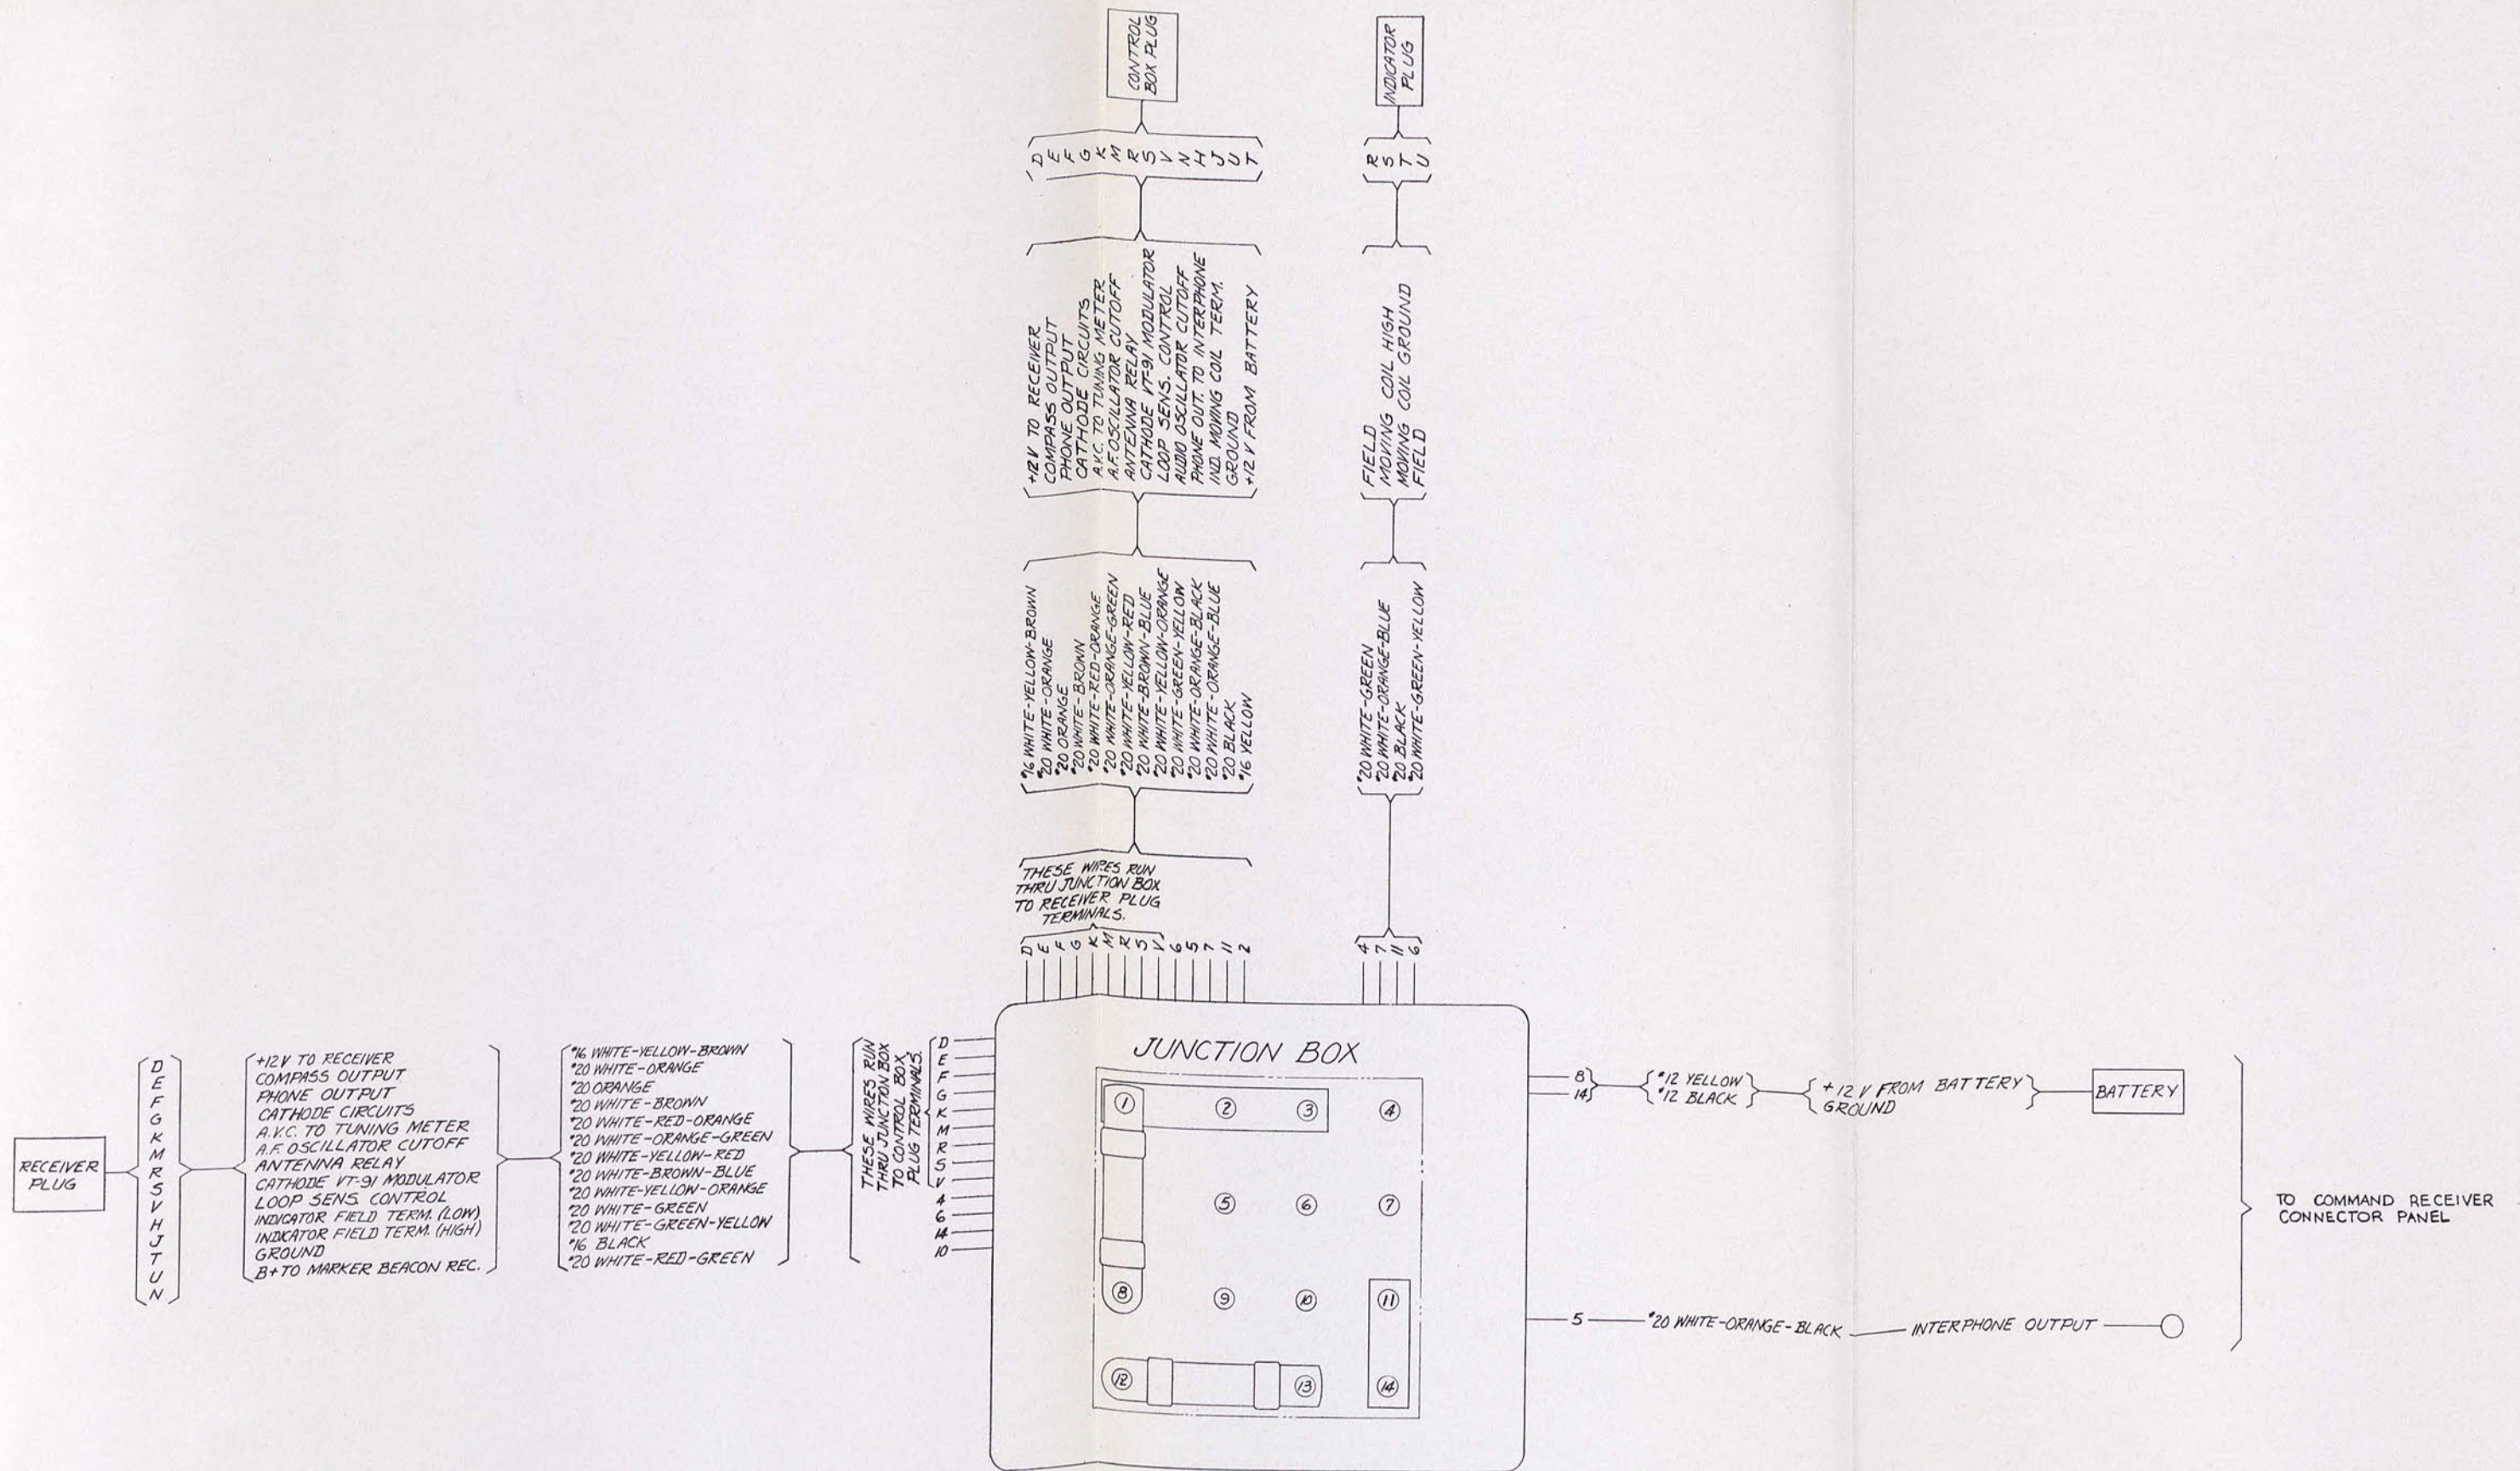 CONTROL
BOX PLUG
INDICATOR
PLUG
D
E
F
G
K
M
R
S
V
N
H
J
U
T
R
S
T
U
+12 V TO RECEIVER
COMPASS OUTPUT
PHONE OUTPUT
CATHODE CIRCUITS
A.V.C. TO TUNING METER
A.F. OSCILLATOR CUTOFF
ANTENNA RELAY
CATHODE VT-91 MODULATOR
LOOP SENS. CONTROL
AUDIO OSCILLATOR CUTOFF
PHONE OUT. TO INTERPHONE
IND. MOVING COIL TERM.
GROUND
+12 V FROM BATTERY
FIELD
MOVING COIL HIGH
MOVING COIL GROUND
FIELD
#16 WHITE-YELLOW-BROWN
#20 WHITE-ORANGE
#20 ORANGE
#20 WHITE-BROWN
#20 WHITE-RED-ORANGE
#20 WHITE-ORANGE-GREEN
#20 WHITE-YELLOW-RED
#20 WHITE-BROWN-BLUE
#20 WHITE-YELLOW-ORANGE
#20 WHITE-GREEN-YELLOW
#20 WHITE-ORANGE-BLACK
#20 WHITE-ORANGE-BLUE
#20 BLACK
#16 YELLOW
#20 WHITE-GREEN
#20 WHITE-ORANGE-BLUE
#20 BLACK
#20 WHITE-GREEN-YELLOW
THESE WIRES RUN
THRU JUNCTION BOX
TO RECEIVER PLUG
TERMINALS.
D
E
F
G
K
M
R
S
V
6
5
7
11
2
4
7
11
6
RECEIVER
PLUG
D
E
F
G
K
M
R
S
V
H
J
T
U
N
+12V TO RECEIVER
COMPASS OUTPUT
PHONE OUTPUT
CATHODE CIRCUITS
A.V.C. TO TUNING METER
A.F. OSCILLATOR CUTOFF
ANTENNA RELAY
CATHODE VT-91 MODULATOR
LOOP SENS. CONTROL
INDICATOR FIELD TERM. (LOW)
INDICATOR FIELD TERM. (HIGH)
GROUND
B+ TO MARKER BEACON REC.
#16 WHITE-YELLOW-BROWN
#20 WHITE-ORANGE
#20 ORANGE
#20 WHITE-BROWN
#20 WHITE-RED-ORANGE
#20 WHITE-ORANGE-GREEN
#20 WHITE-YELLOW-RED
#20 WHITE-BROWN-BLUE
#20 WHITE-YELLOW-ORANGE
#20 WHITE-GREEN
#20 WHITE-GREEN-YELLOW
#16 BLACK
#20 WHITE-RED-GREEN
THESE WIRES RUN
THRU JUNCTION BOX
TO CONTROL BOX
PLUG TERMINALS.
D
E
F
G
K
M
R
S
V
4
6
14
10
JUNCTION BOX
1 2 3 4
5 6 7
8 9 10 11
12 13 14
8
14
#12 YELLOW
#12 BLACK
+12 V FROM BATTERY
GROUND
BATTERY
5
#20 WHITE-ORANGE-BLACK
INTERPHONE OUTPUT
TO COMMAND RECEIVER
CONNECTOR PANEL